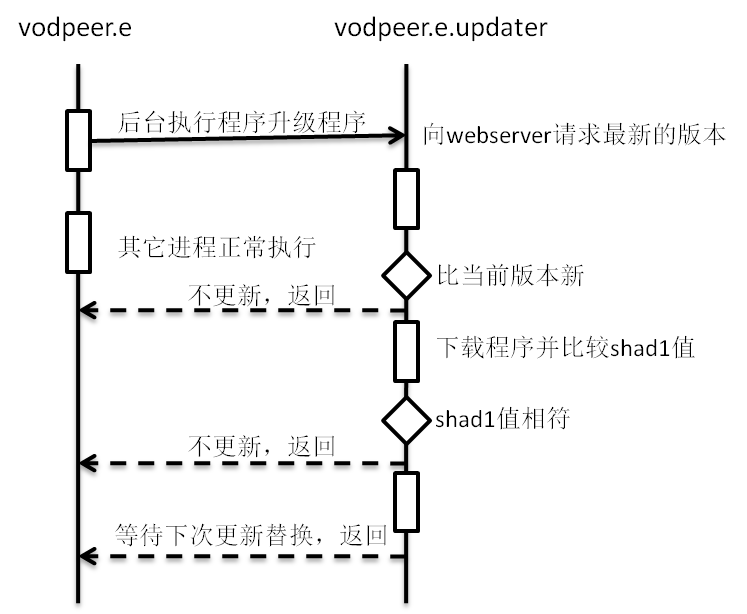 vodpeer.e
vodpeer.e.updater
后台执行程序升级程序
向webserver请求最新的版本
其它进程正常执行
比当前版本新
不更新，返回
下载程序并比较shad1值
shad1值相符
不更新，返回
等待下次更新替换，返回